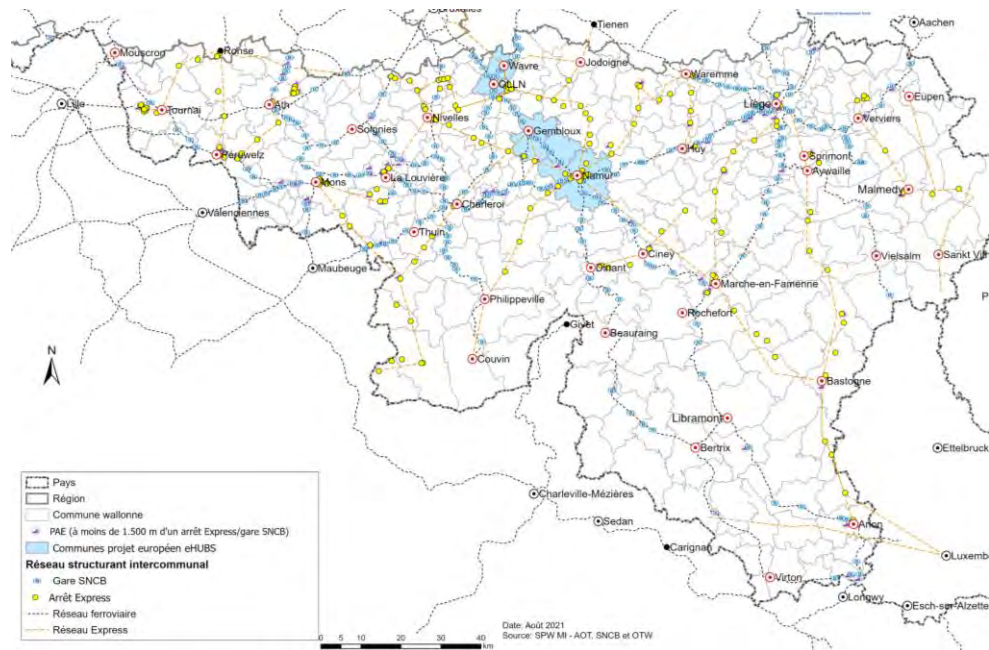 Bruxelles
Tienen
Aachen
Mouscron
Ronse
Wavre
Jodoigne
Waremme
Lille
Tournai
Ath
OLLN
Liège
Eupen
Nivelles
Verviers
Soignies
Gembloux
Péruwelz
Huy
Sprimont
Aywaille
Mons
La Louvière
Namur
Malmedy
Valenciennes
Charleroi
Thuin
Ciney
Vielsalm
Sankt Vith
Maubeuge
Dinant
Marche-en-Famenne
Philippeville
Rochefort
P
Givet
Beauraing
N
Couvin
Bastogne
Libramont
Bertrix
Ettelbruck
Charleville-Mézières
Sedan
Arlon
Carignan
Luxemb
Virton
Longwy
Esch-sur-Alzette
Pays
Région
Commune wallonne
PAE (à moins de 1.500 m d'un arrêt Express/gare SNCB)
Communes projet européen eHUBS
Réseau structurant intercommunal
Gare SNCB
Arrêt Express
Réseau ferroviaire
Réseau Express
Date: Août 2021
Source: SPW MI - AOT, SNCB et OTW
0 5 10 20 30 40
km